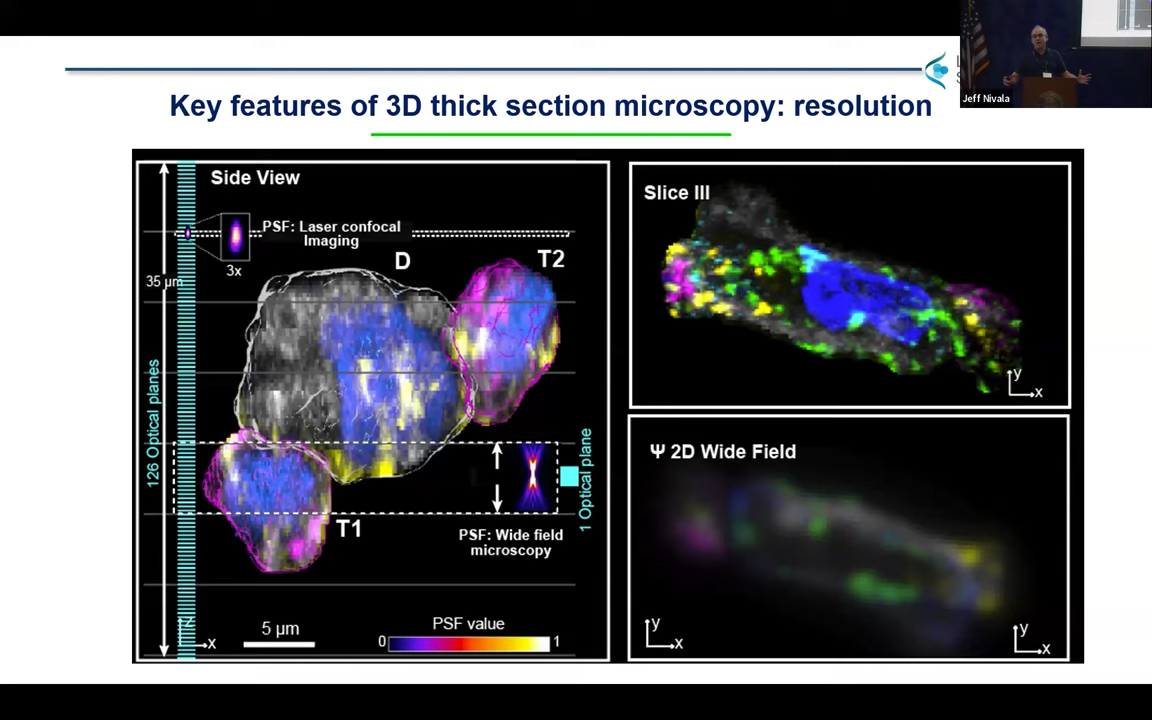 Key features of 3D thick section microscopy: resolution
Jeff Nivala
Side View
PSF: Laser confocal
Imaging
3x
35 µm
126 Optical planes
D
T2
T1
1 Optical plane
PSF: Wide field
microscopy
z
x
5 µm
PSF value
0
1
Slice III
y
x
Ψ 2D Wide Field
y
x
y
x